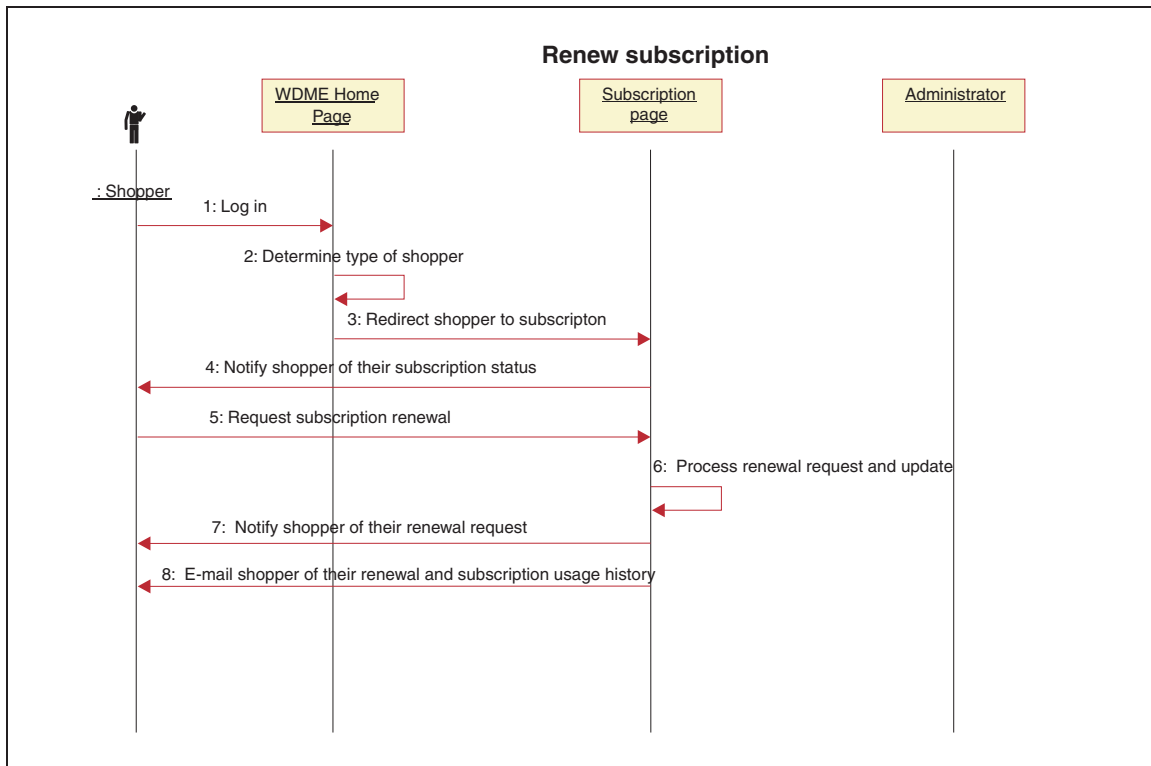 Renew subscription
WDME Home
Page
Subscription
page
Administrator
: Shopper
1: Log in
2: Determine type of shopper
3: Redirect shopper to subscripton
4: Notify shopper of their subscription status
5: Request subscription renewal
6: Process renewal request and update
7: Notify shopper of their renewal request
8: E-mail shopper of their renewal and subscription usage history